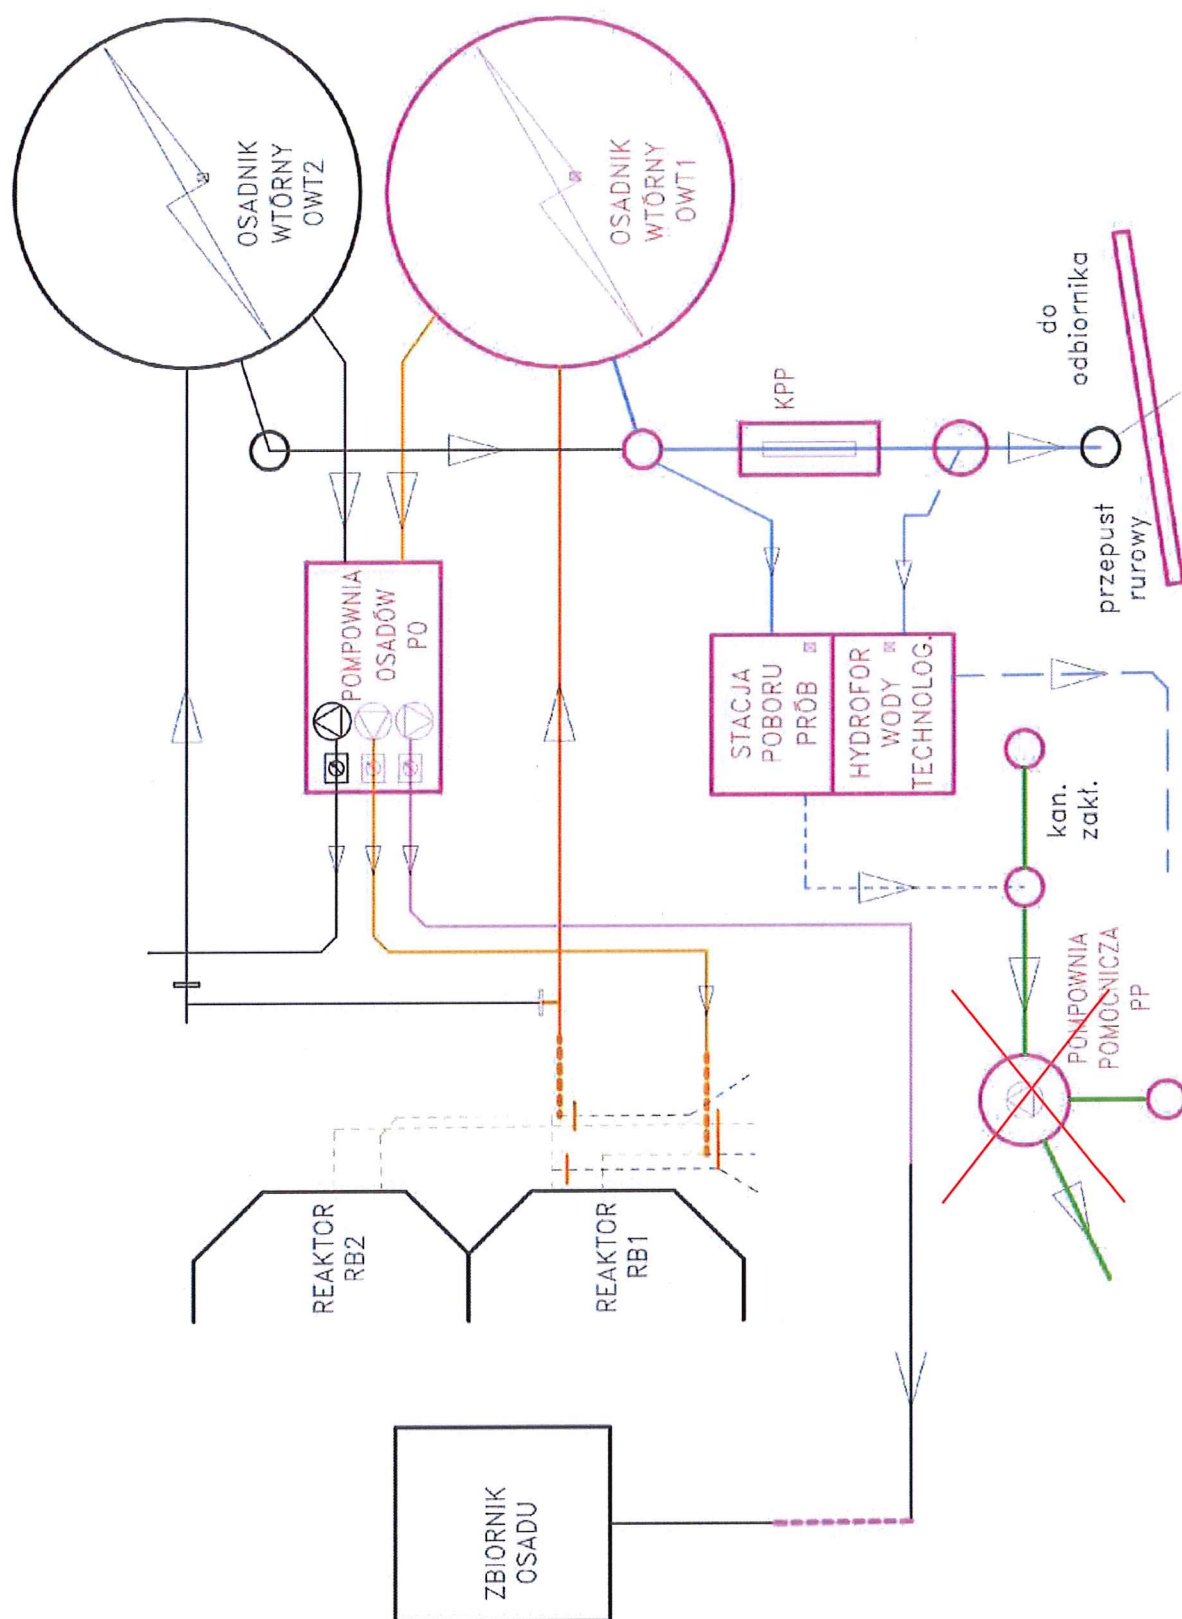 OSADNIK
WTÓRNY
OWT2
OSADNIK
WTÓRNY
OWT1
POMPOWNIA
OSADÓW
PO
KPP
do
odbiornika
przepust
rurowy
STACJA
POBORU
PRÓB
HYDROFOR
WODY
TECHNOLOG.
kan.
zakł.
POMPOWNIA
POMOCNICZA
PP
REAKTOR
RB2
REAKTOR
RB1
ZBIORNIK
OSADU